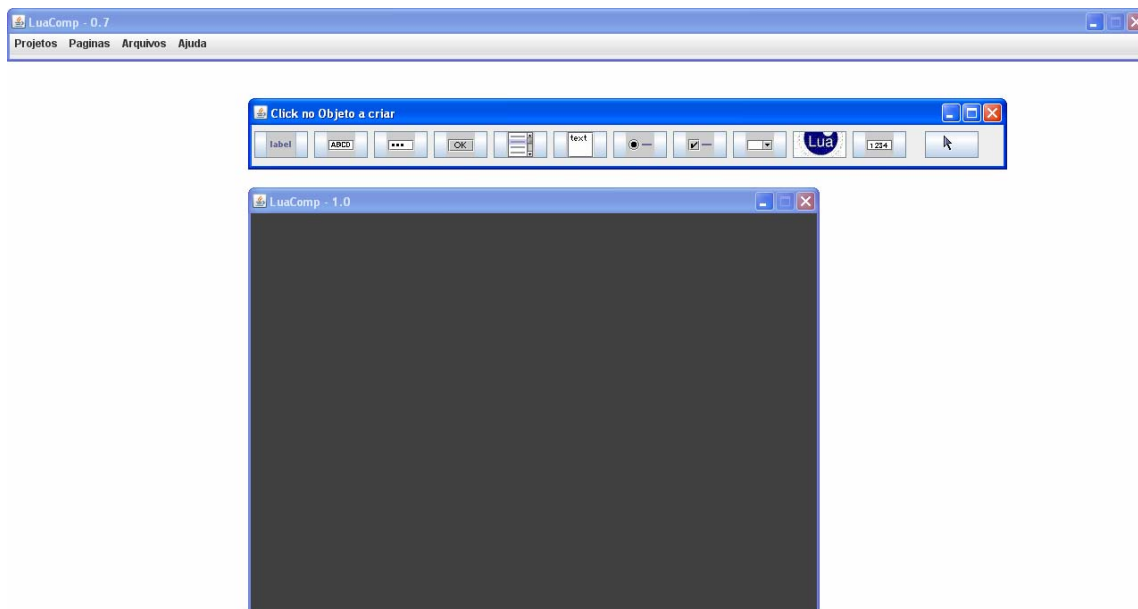 LuaComp - 0.7
Projetos Paginas Arquivos Ajuda
Click no Objeto a criar
label ABCD OK text Lua 1234
LuaComp - 1.0